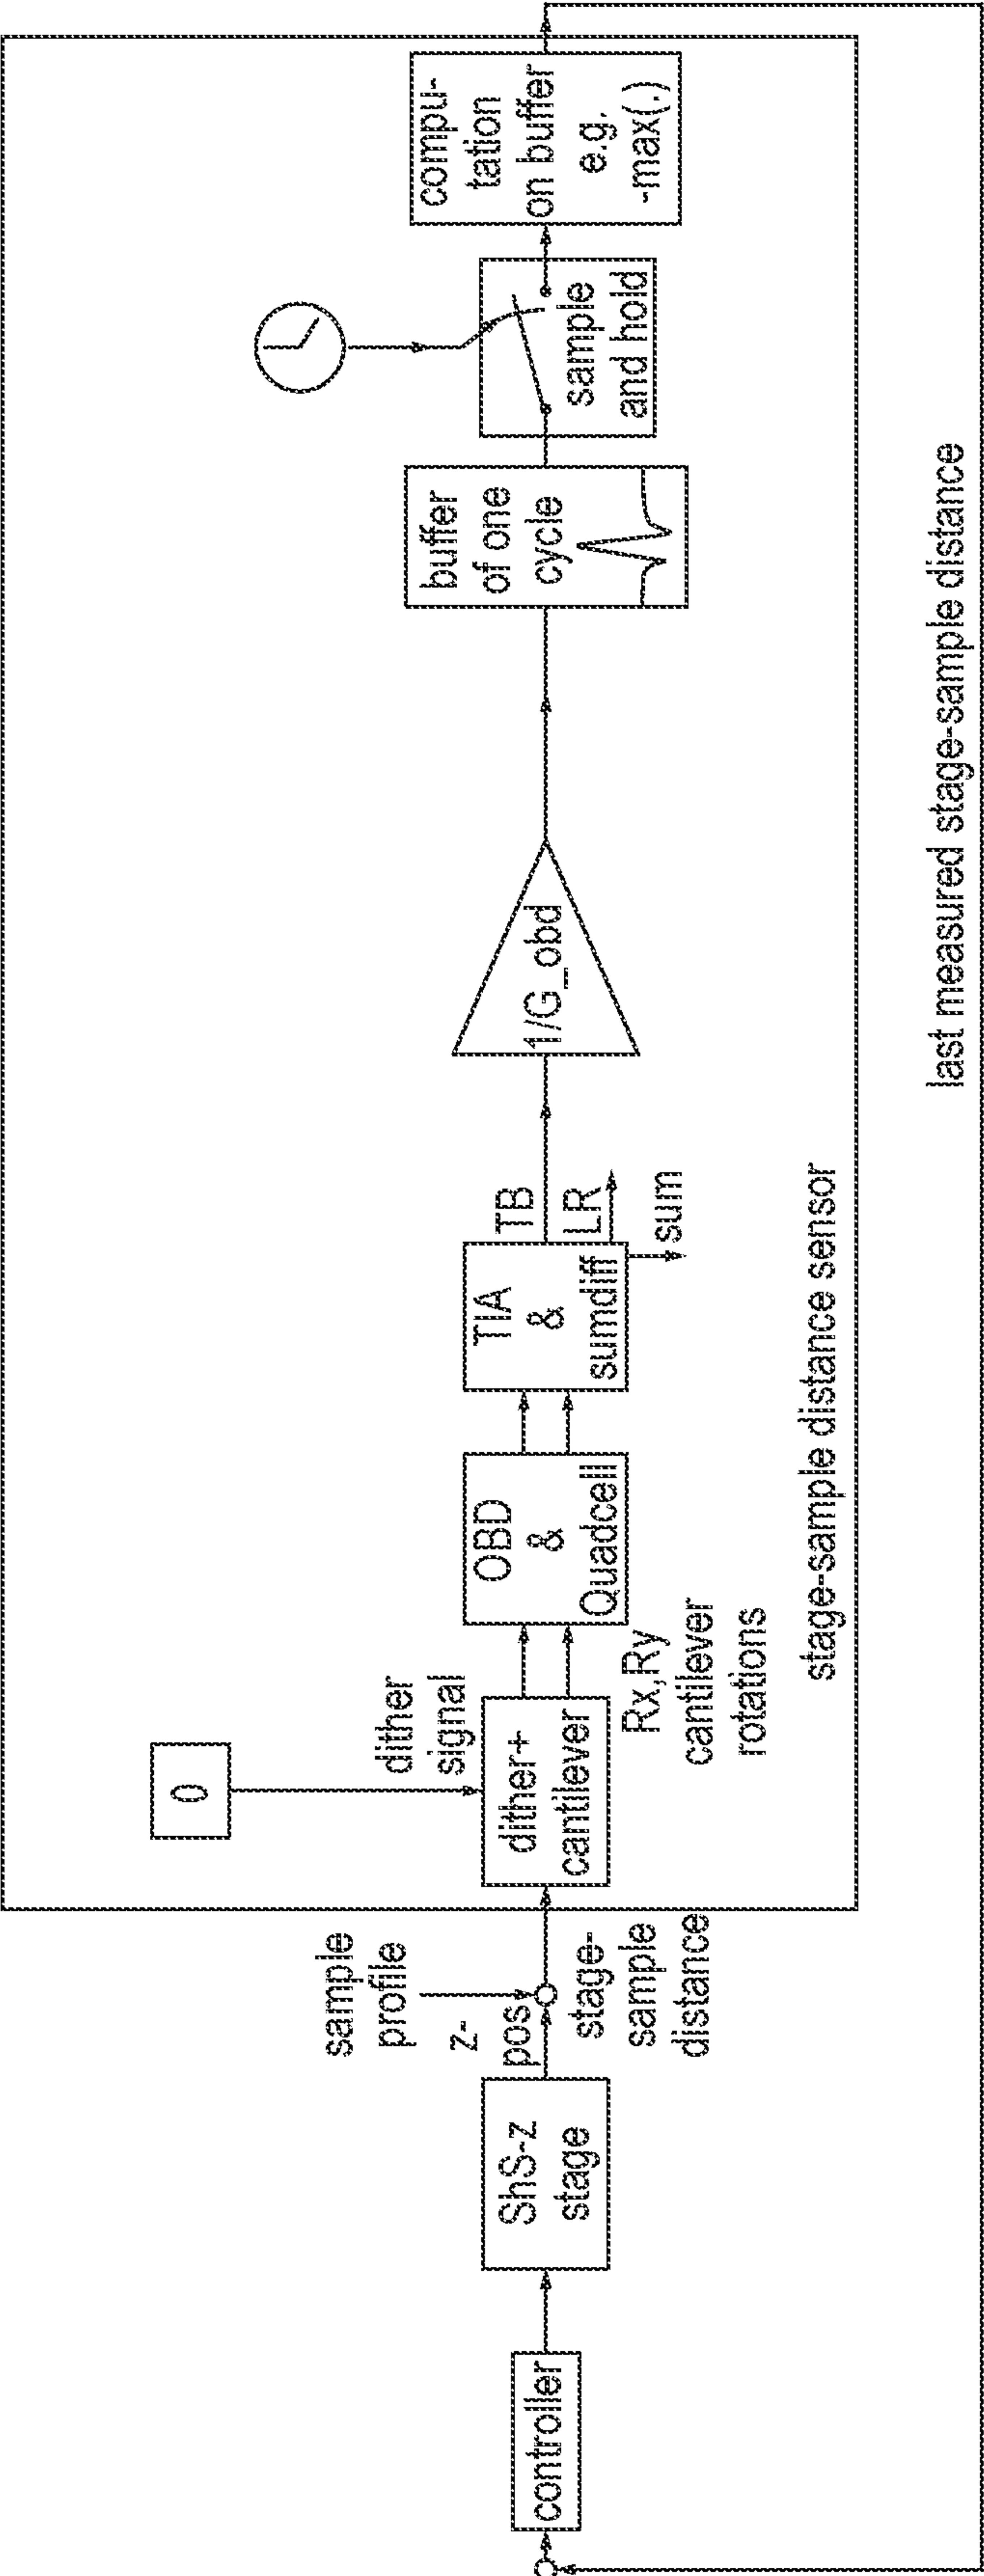 controller
ShS-z
stage
z-
pos
sample
profile
stage-
sample
distance
0
dither
signal
dither+
cantilever
Rx,Ry
cantilever
rotations
OBD
&
Quadcell
TIA
&
sumdiff
TB
LR
sum
1/G_obd
buffer
of one
cycle
sample
and hold
compu-
tation
on buffer
e.g.
-max(.)
stage-sample distance sensor
last measured stage-sample distance